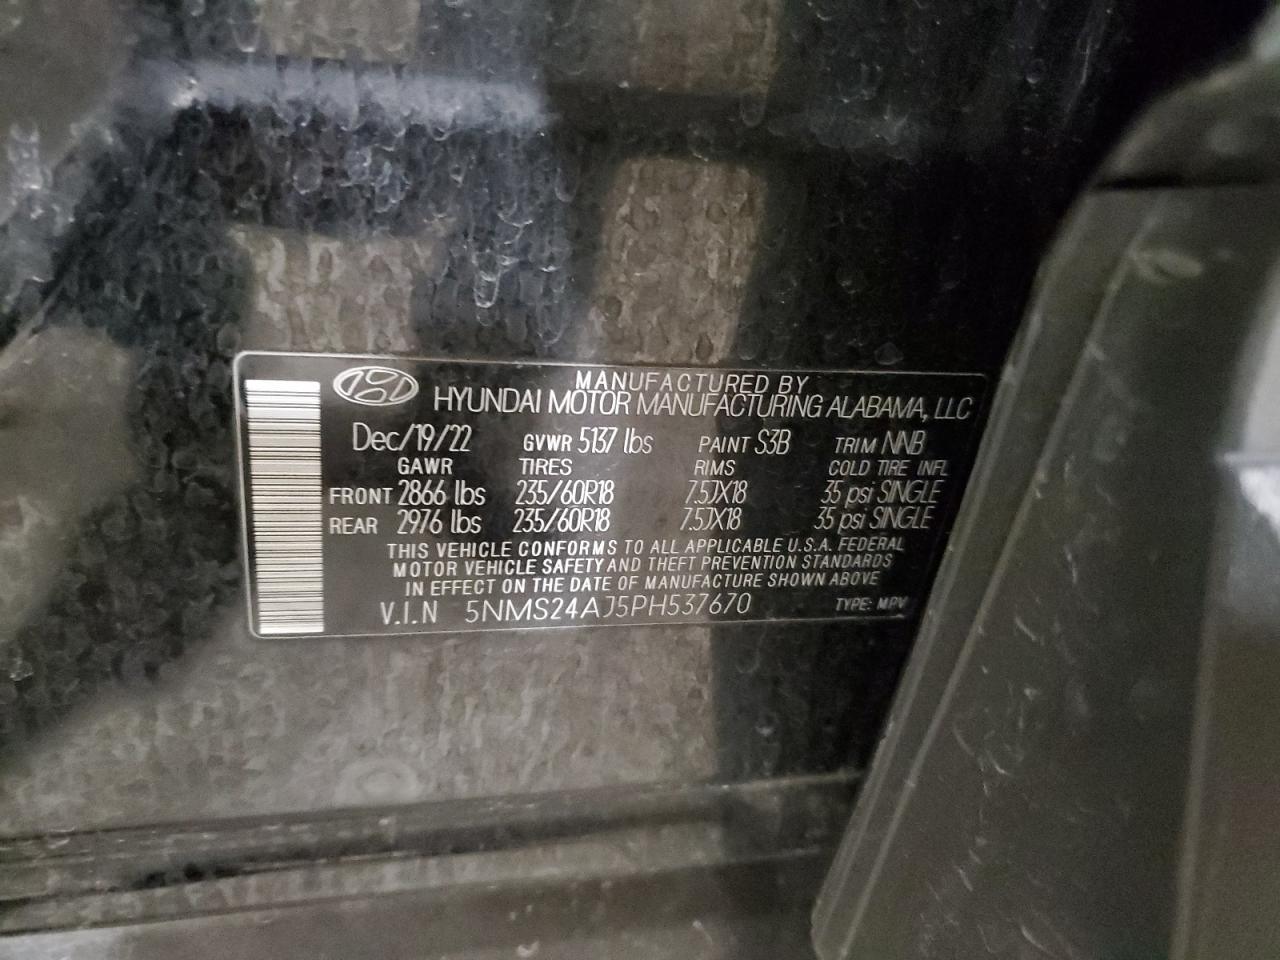 MANUFACTURED BY
HYUNDAI MOTOR MANUFACTURING ALABAMA, LLC
Dec/19/22 GVWR 5137 lbs PAINT S3B TRIM NNB
GAWR TIRES RIMS COLD TIRE INFL
FRONT 2866 lbs 235/60R18 7.5JX18 35 psi SINGLE
REAR 2976 lbs 235/60R18 7.5JX18 35 psi SINGLE
THIS VEHICLE CONFORMS TO ALL APPLICABLE U.S.A. FEDERAL
MOTOR VEHICLE SAFETY AND THEFT PREVENTION STANDARDS
IN EFFECT ON THE DATE OF MANUFACTURE SHOWN ABOVE
V.I.N 5NMS24AJ5PH537670 TYPE: MPV